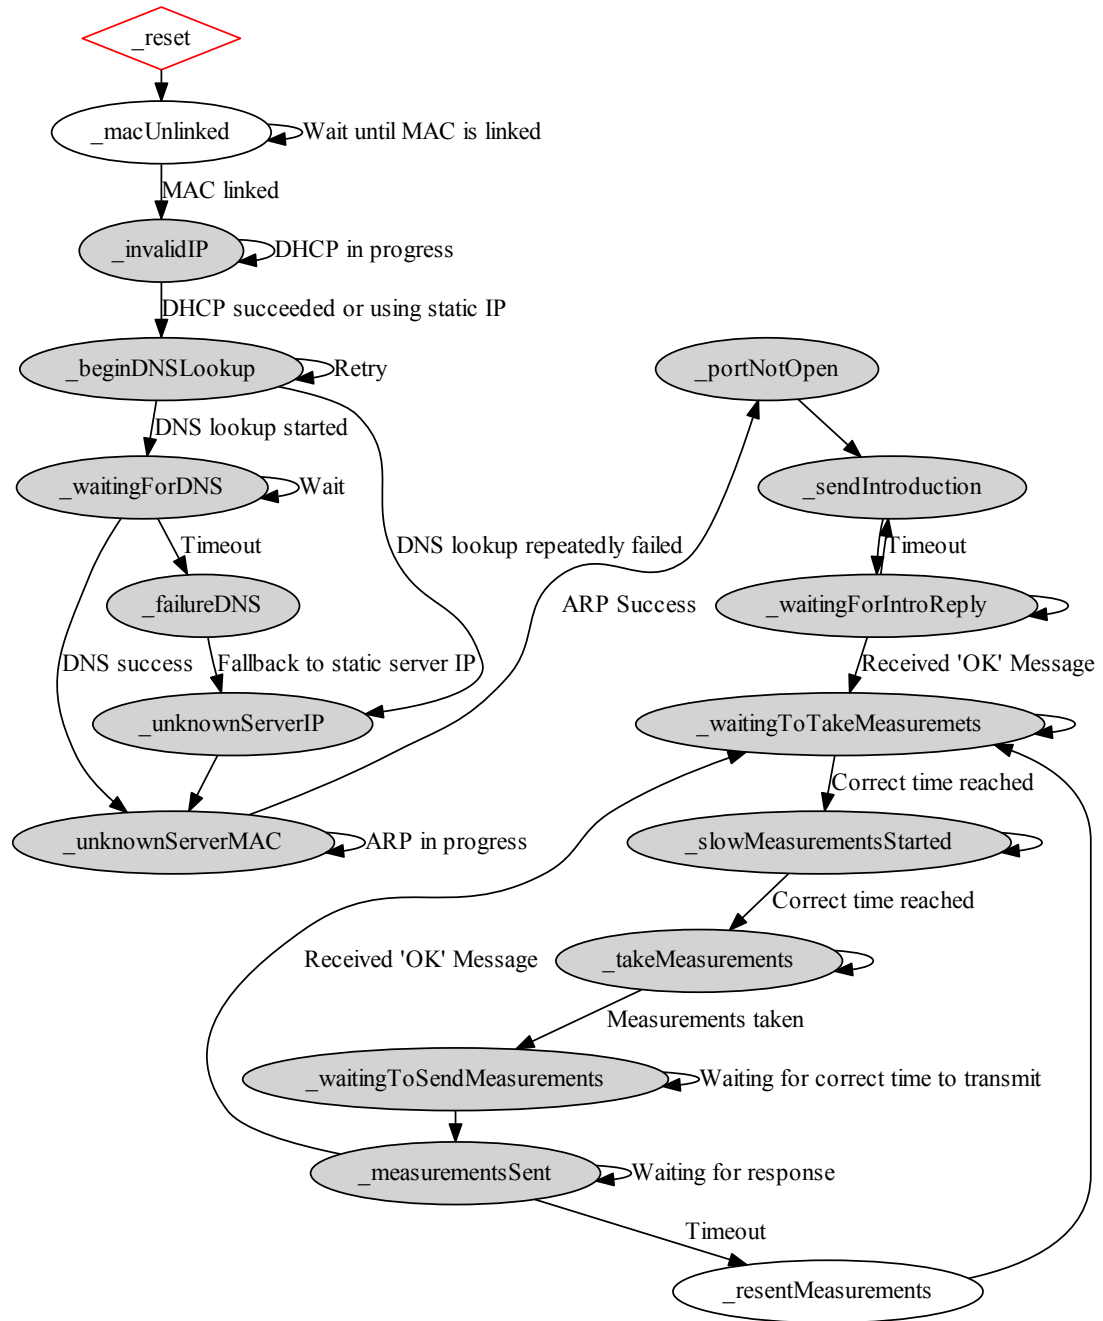 _reset
_macUnlinked
Wait until MAC is linked
MAC linked
_invalidIP
DHCP in progress
DHCP succeeded or using static IP
_beginDNSLookup
Retry
_portNotOpen
DNS lookup started
_waitingForDNS
Wait
_sendIntroduction
Timeout
DNS lookup repeatedly failed
Timeout
_failureDNS
ARP Success
_waitingForIntroReply
DNS success
Fallback to static server IP
Received 'OK' Message
_unknownServerIP
_waitingToTakeMeasuremets
Correct time reached
_unknownServerMAC
ARP in progress
_slowMeasurementsStarted
Correct time reached
Received 'OK' Message
_takeMeasurements
Measurements taken
_waitingToSendMeasurements
Waiting for correct time to transmit
_measurementsSent
Waiting for response
Timeout
_resentMeasurements